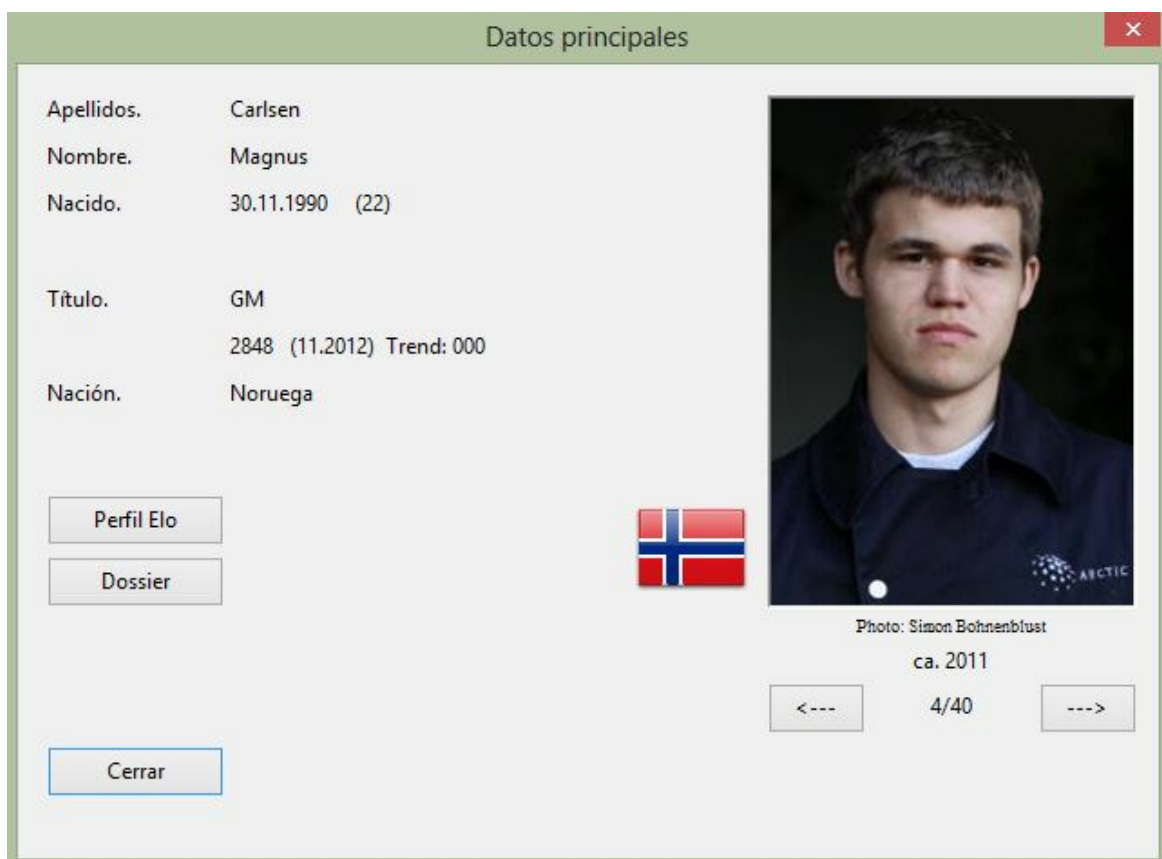 Datos principales
Apellidos. Carlsen
Nombre. Magnus
Nacido. 30.11.1990 (22)
Título. GM
2848 (11.2012) Trend: 000
Nación. Noruega
Perfil Elo
Dossier
ARCTIC
Photo: Simon Bohnenblust
ca. 2011
<--- 4/40 --->
Cerrar